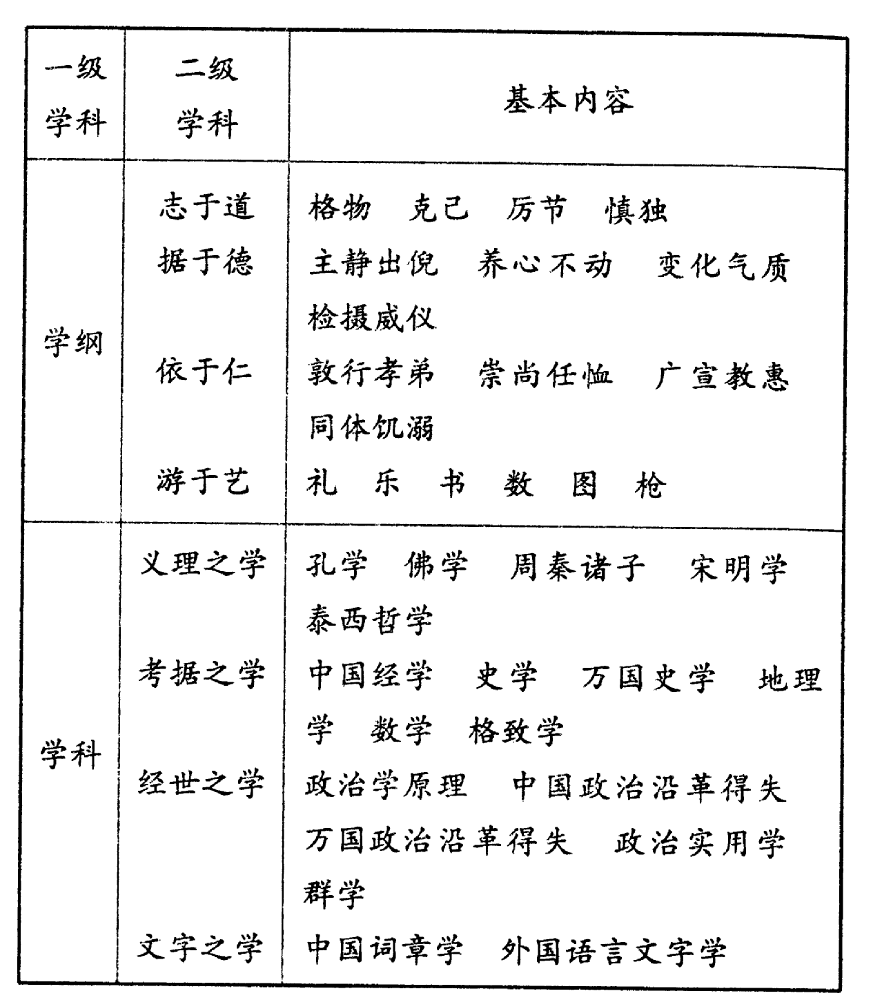 一级 二级
基本内容
学科 学科
志于道 格物 克己 厉节 慎独
据于德 主静出倪 养心不动 变化气质
检摄威仪
学纲
依于仁 敦行孝弟 崇尚任恤 广宣教惠
同体饥溺
游于艺 礼 乐 书 数 图 枪
义理之学 孔学 佛学 周秦诸子 宋明学
泰西哲学
考据之学 中国经学 史学 万国史学 地理
学 数学 格致学
学科
经世之学 政治学原理 中国政治沿革得失
万国政治沿革得失 政治实用学
群学
文字之学 中国词章学 外国语言文字学